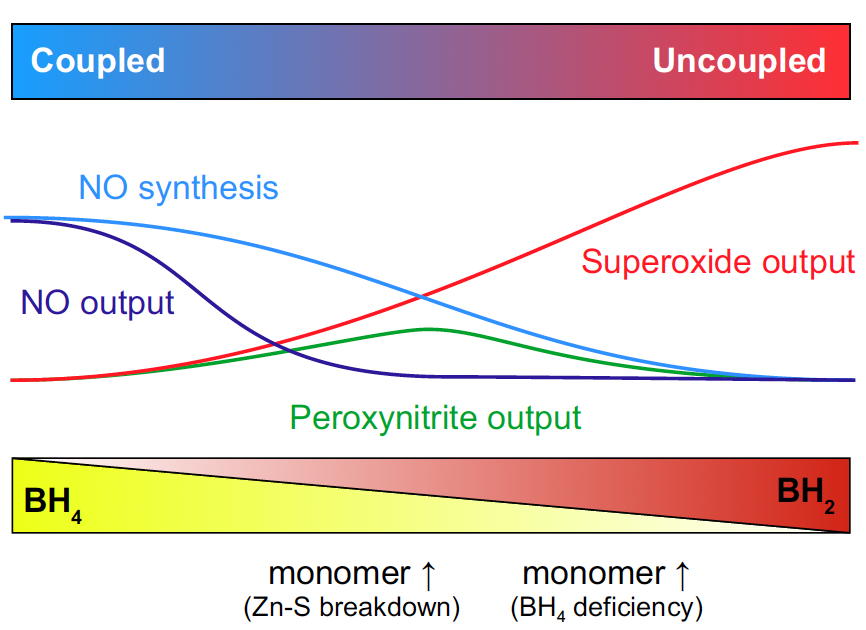 Coupled
Uncoupled
NO synthesis
Superoxide output
NO output
Peroxynitrite output
BH₄
BH₂
monomer ↑
(Zn-S breakdown)
monomer ↑
(BH₄ deficiency)